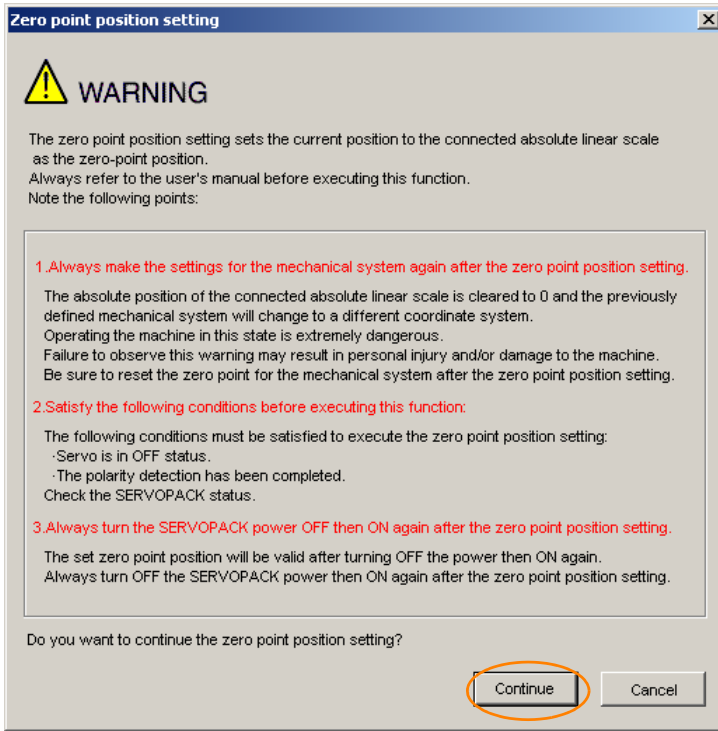 Zero point position setting
WARNING
The zero point position setting sets the current position to the connected absolute linear scale
as the zero-point position.
Always refer to the user's manual before executing this function.
Note the following points:
1.Always make the settings for the mechanical system again after the zero point position setting.
The absolute position of the connected absolute linear scale is cleared to 0 and the previously
defined mechanical system will change to a different coordinate system.
Operating the machine in this state is extremely dangerous.
Failure to observe this warning may result in personal injury and/or damage to the machine.
Be sure to reset the zero point for the mechanical system after the zero point position setting.
2.Satisfy the following conditions before executing this function:
The following conditions must be satisfied to execute the zero point position setting:
·Servo is in OFF status.
·The polarity detection has been completed.
Check the SERVOPACK status.
3.Always turn the SERVOPACK power OFF then ON again after the zero point position setting.
The set zero point position will be valid after turning OFF the power then ON again.
Always turn OFF the SERVOPACK power then ON again after the zero point position setting.
Do you want to continue the zero point position setting?
Continue
Cancel